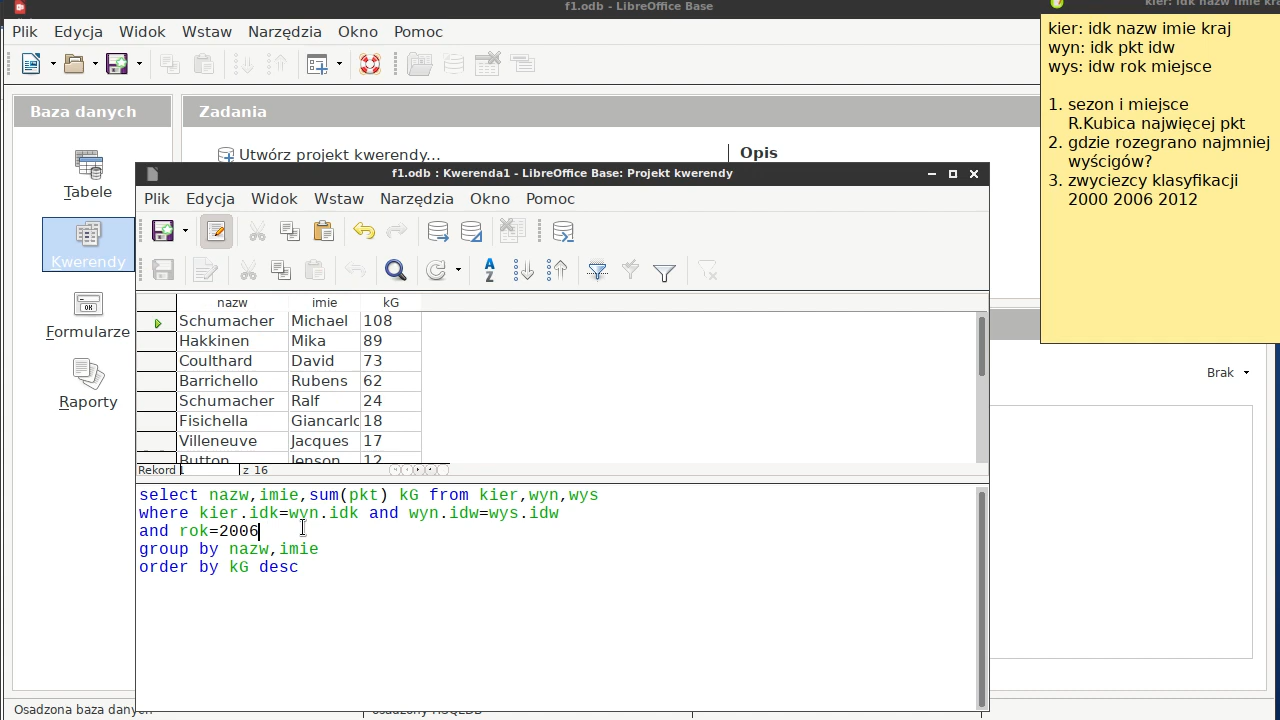 f1.odb - LibreOffice Base
Plik Edycja Widok Wstaw Narzędzia Okno Pomoc
Baza danych
Zadania
Tabele
Kwerendy
Formularze
Raporty
Utwórz projekt kwerendy...
Opis
Brak
f1.odb : Kwerenda1 - LibreOffice Base: Projekt kwerendy
Plik Edycja Widok Wstaw Narzędzia Okno Pomoc
nazw imie kG
Schumacher Michael 108
Hakkinen Mika 89
Coulthard David 73
Barrichello Rubens 62
Schumacher Ralf 24
Fisichella Giancarlo 18
Villeneuve Jacques 17
Button Jenson 12
Rekord 1 z 16
select nazw,imie,sum(pkt) kG from kier,wyn,wys
where kier.idk=wyn.idk and wyn.idw=wys.idw
and rok=2006
group by nazw,imie
order by kG desc
Osadzona baza danych
kier: idk nazw imie kraj
wyn: idk pkt idw
wys: idw rok miejsce
1. sezon i miejsce
R.Kubica najwięcej pkt
2. gdzie rozegrano najmniej
wyścigów?
3. zwyciezcy klasyfikacji
2000 2006 2012